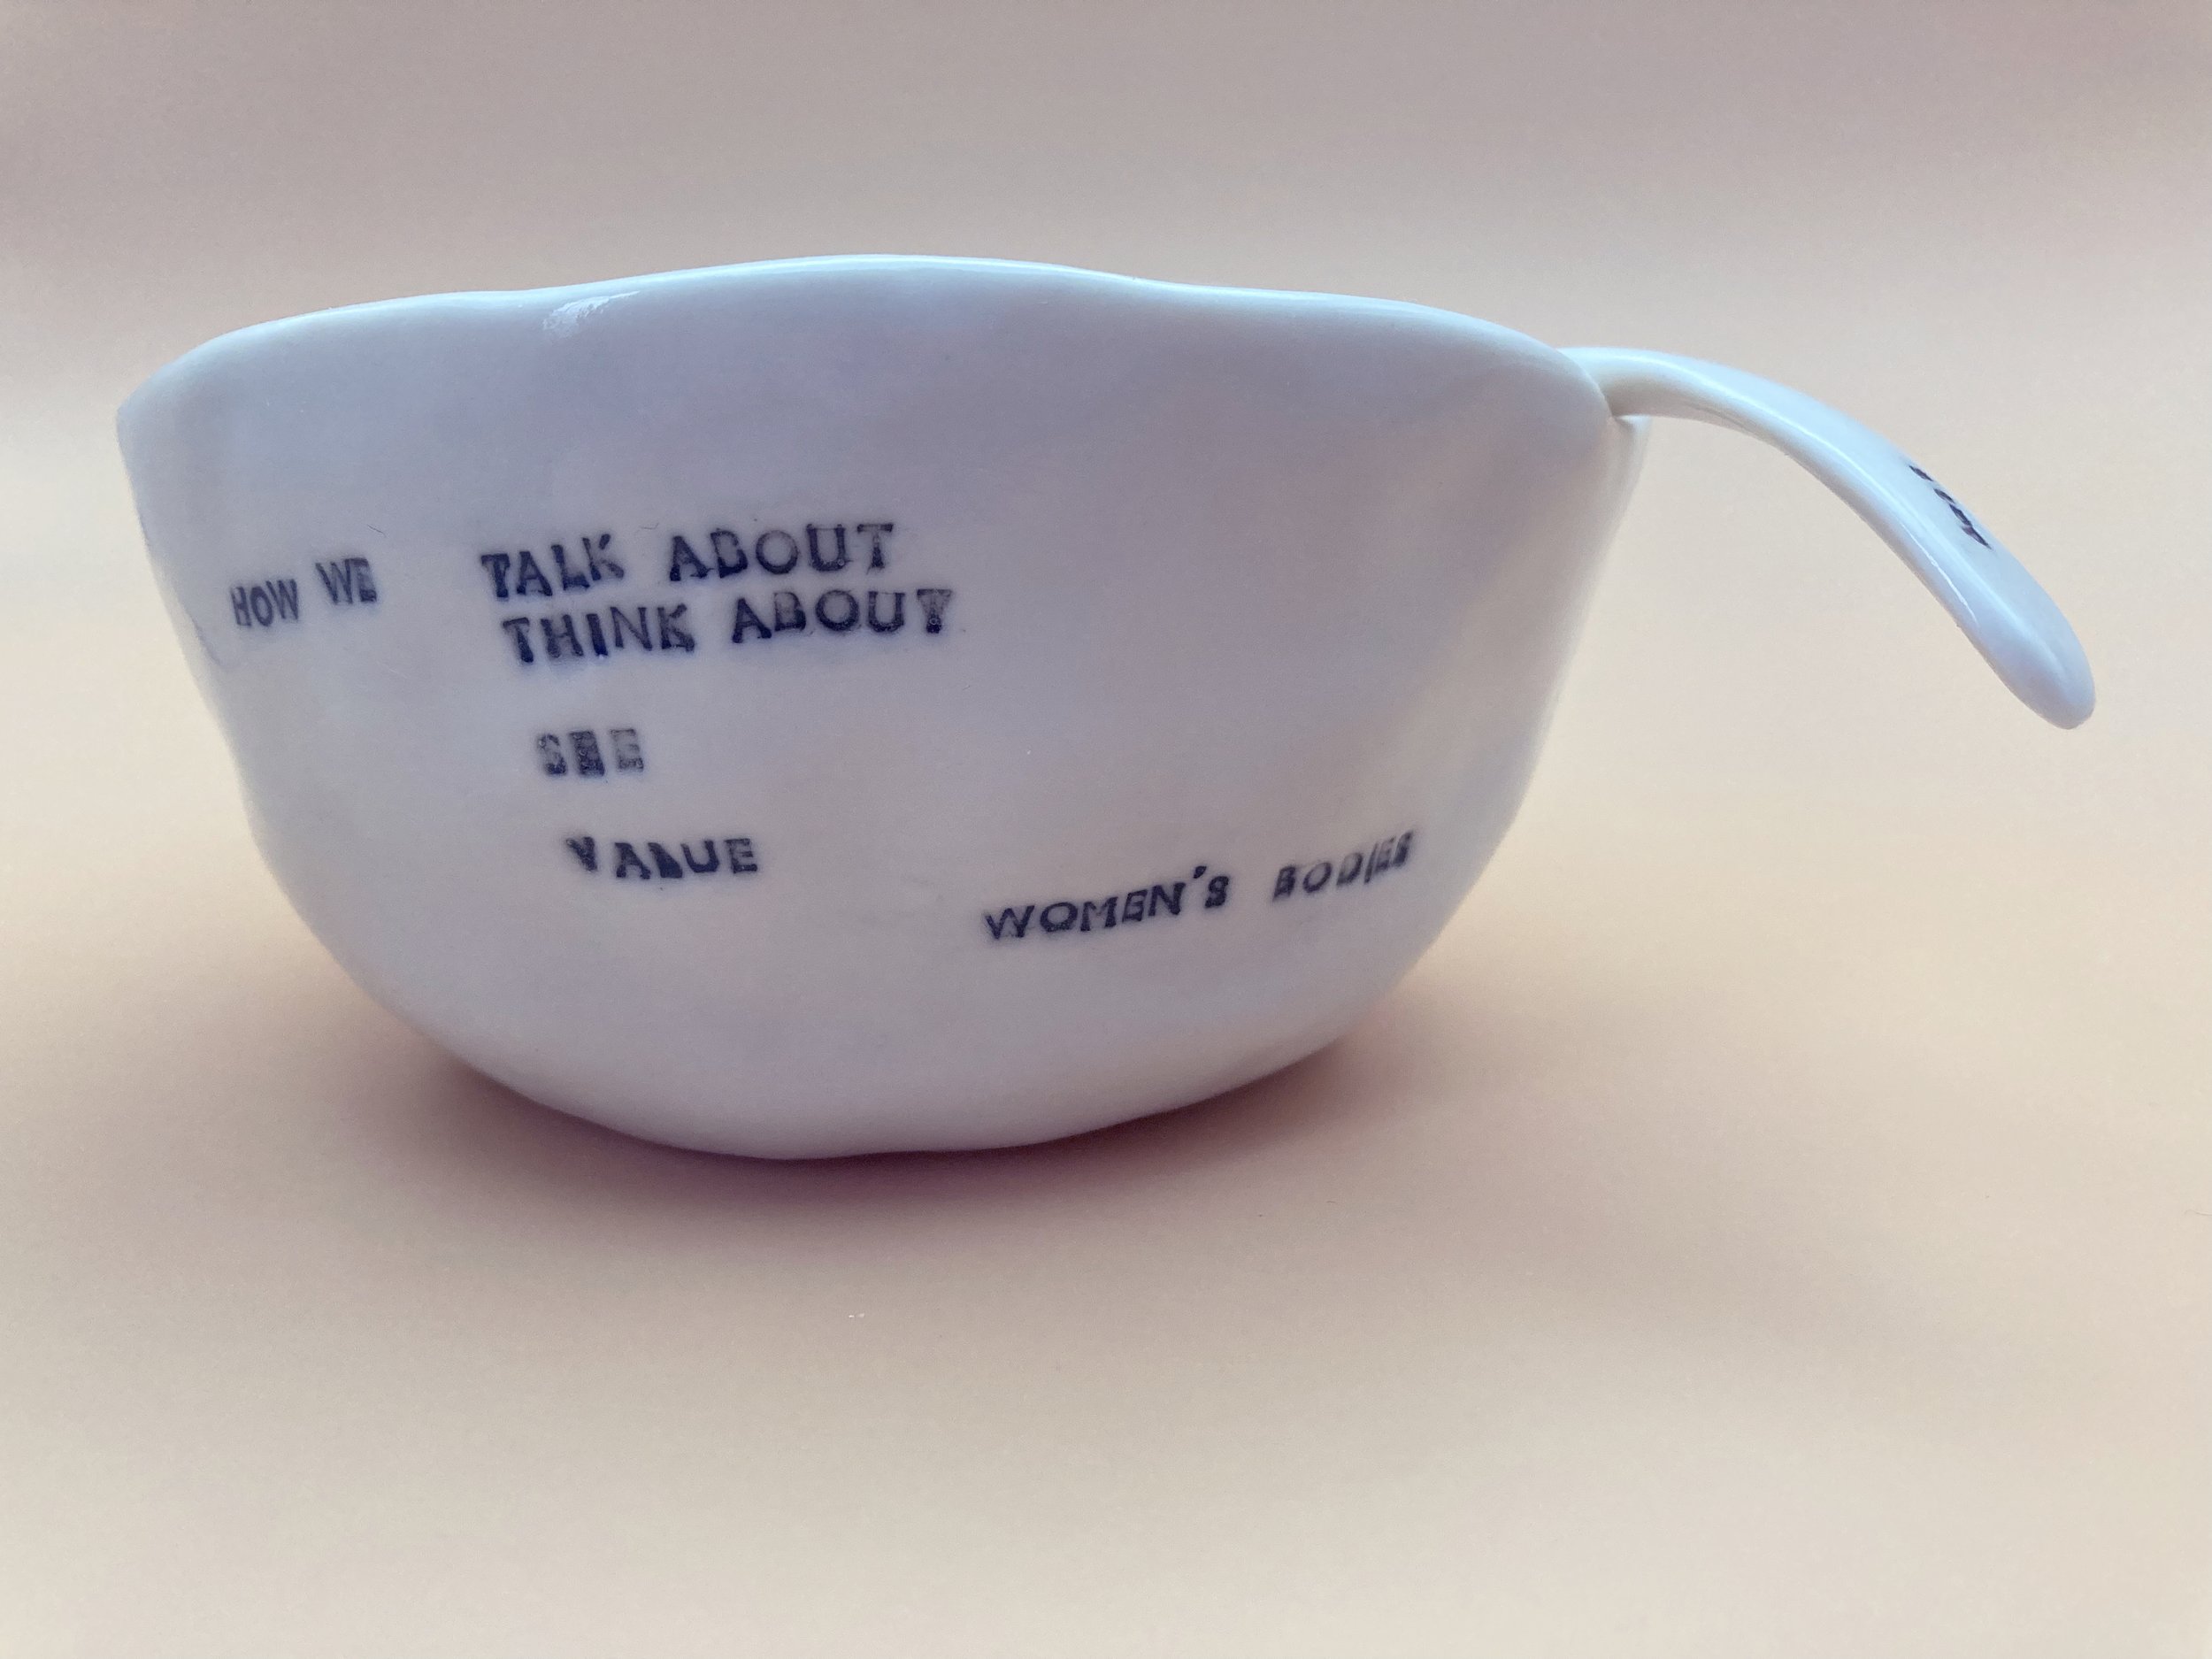 HOW WE TALK ABOUT
THINK ABOUT
SEE
VALUE
WOMEN'S BODIES